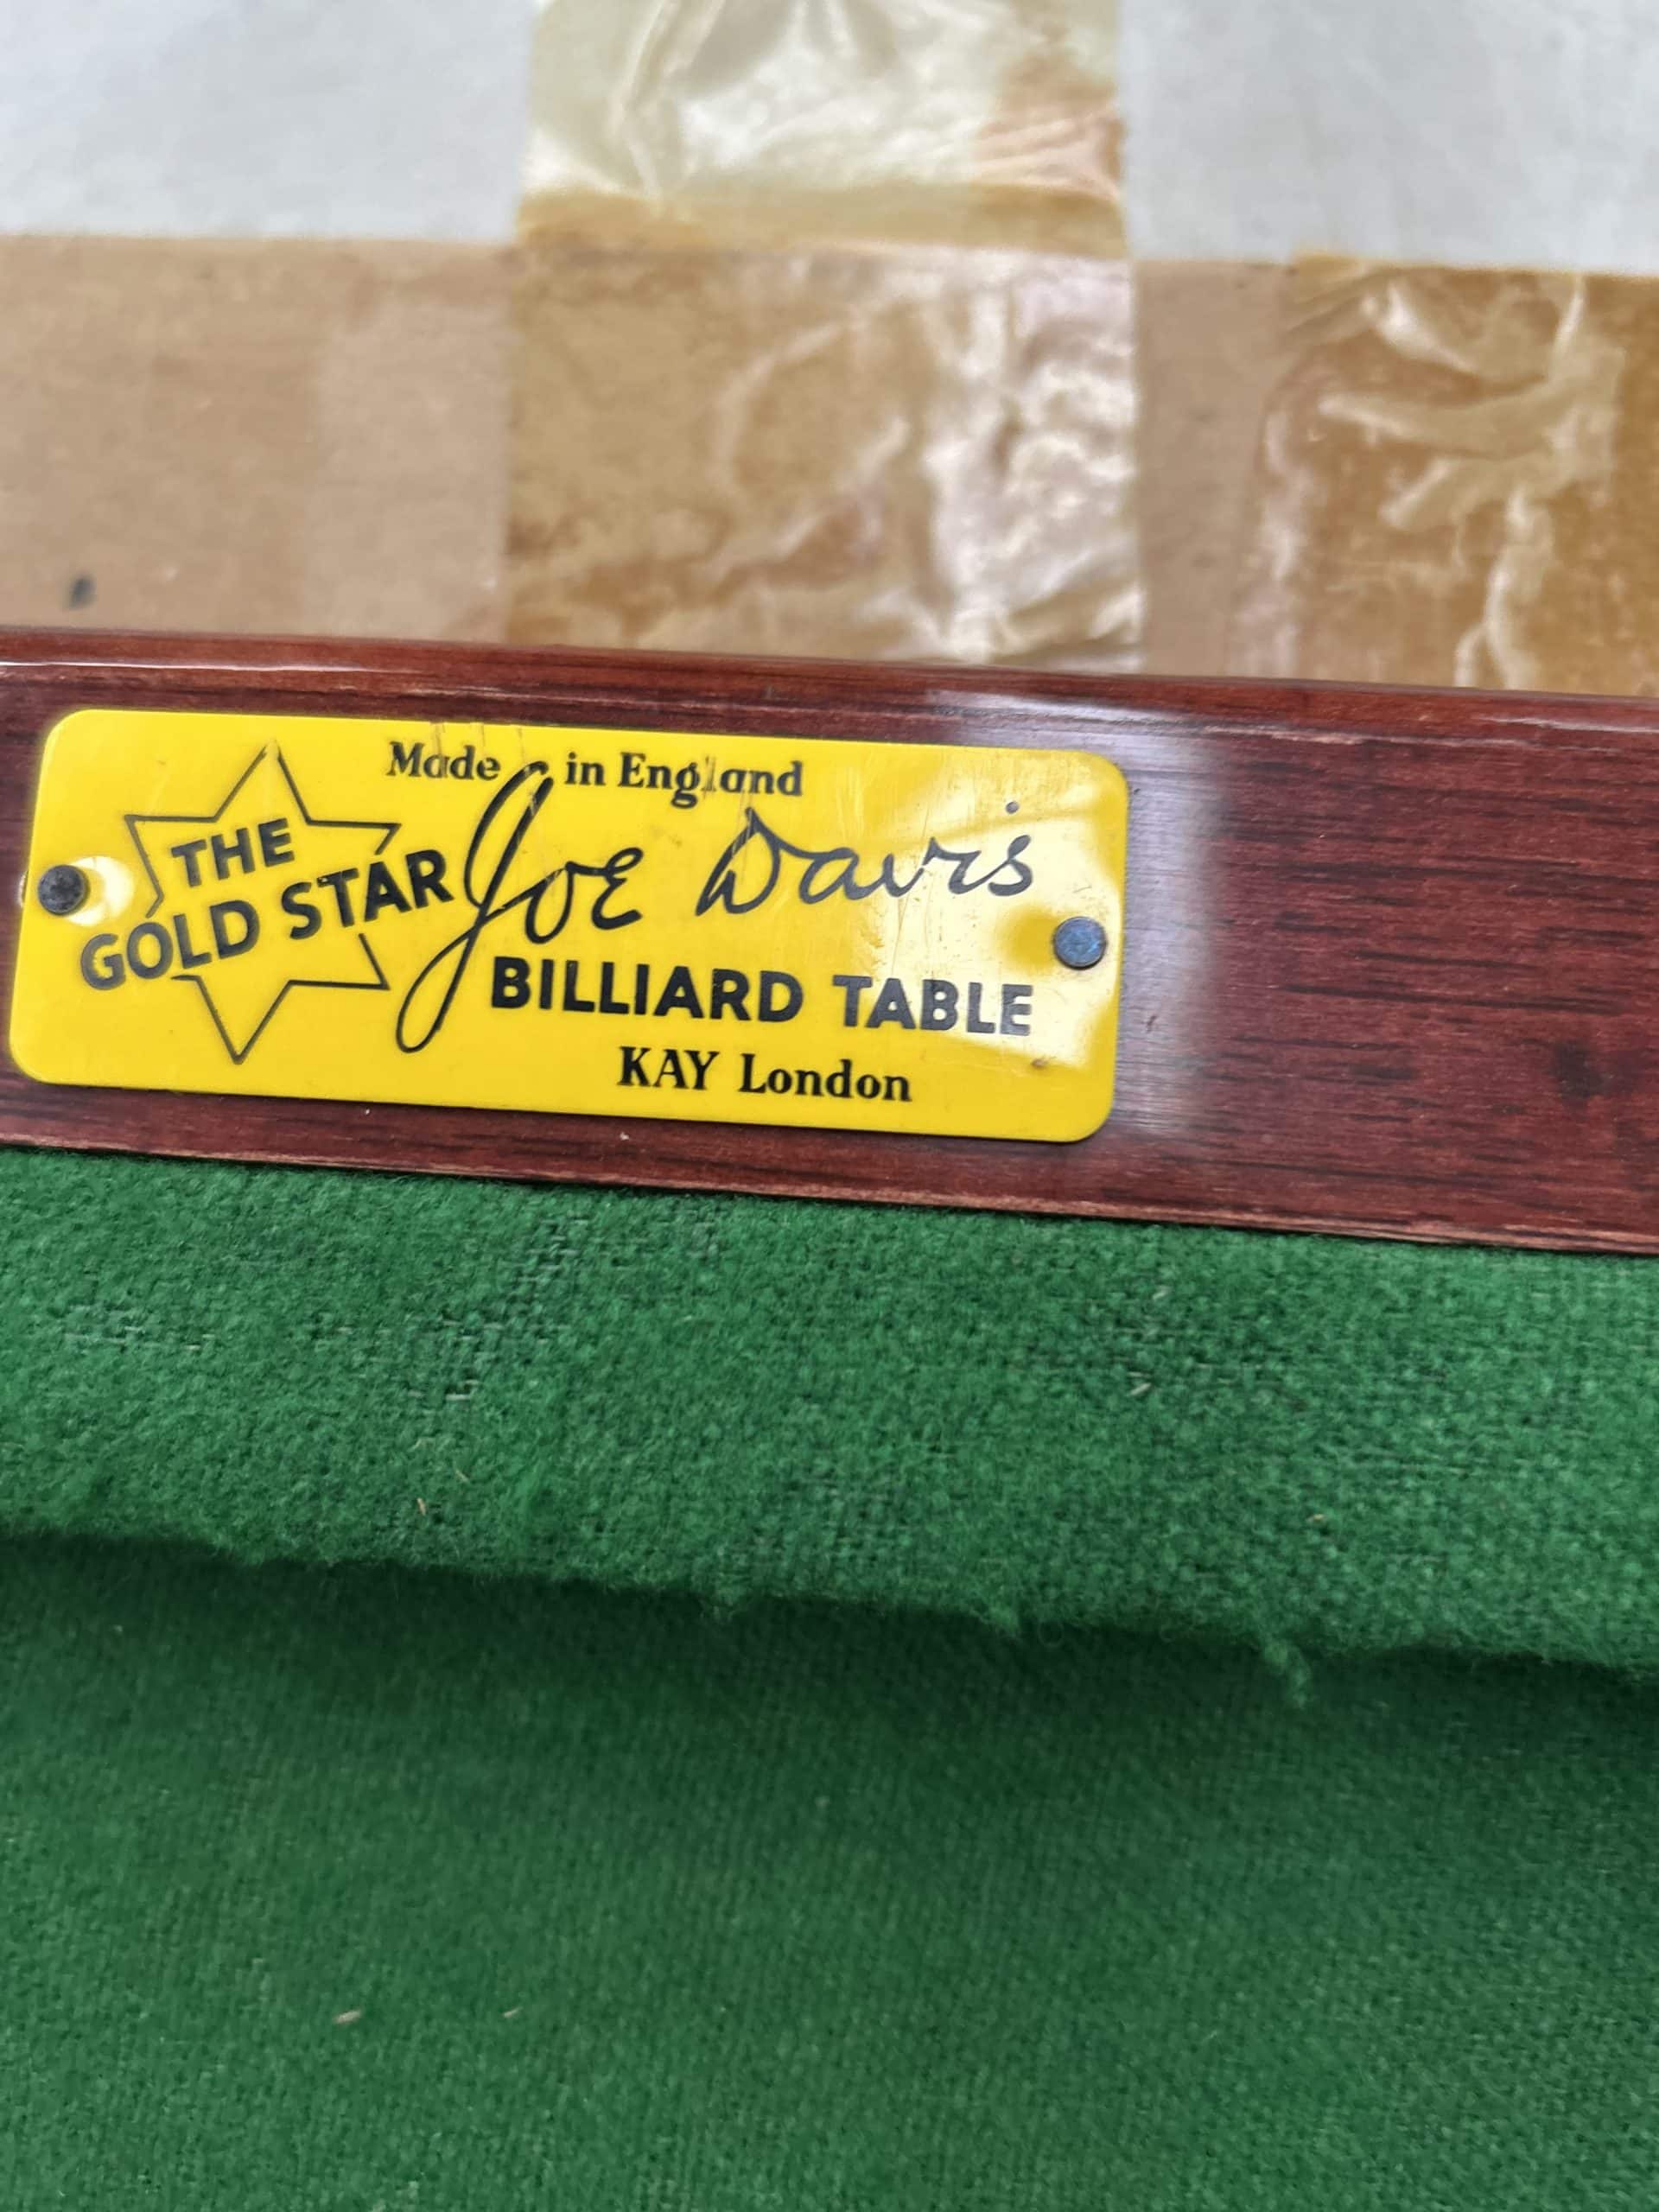 Made in England
THE
GOLD STAR
Joe Davis
BILLIARD TABLE
KAY London